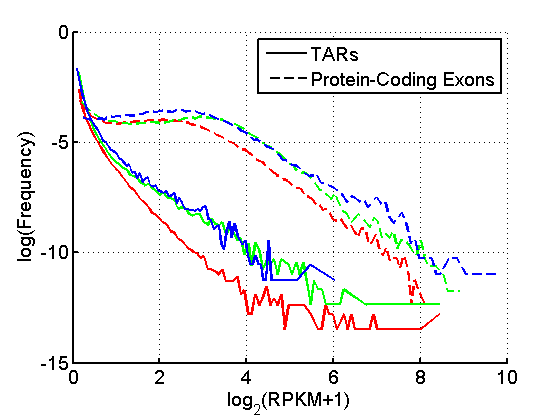 0
TARs
Protein-Coding Exons
-5
log(Frequency)
-10
-15
0 2 4 6 8 10
log2(RPKM+1)